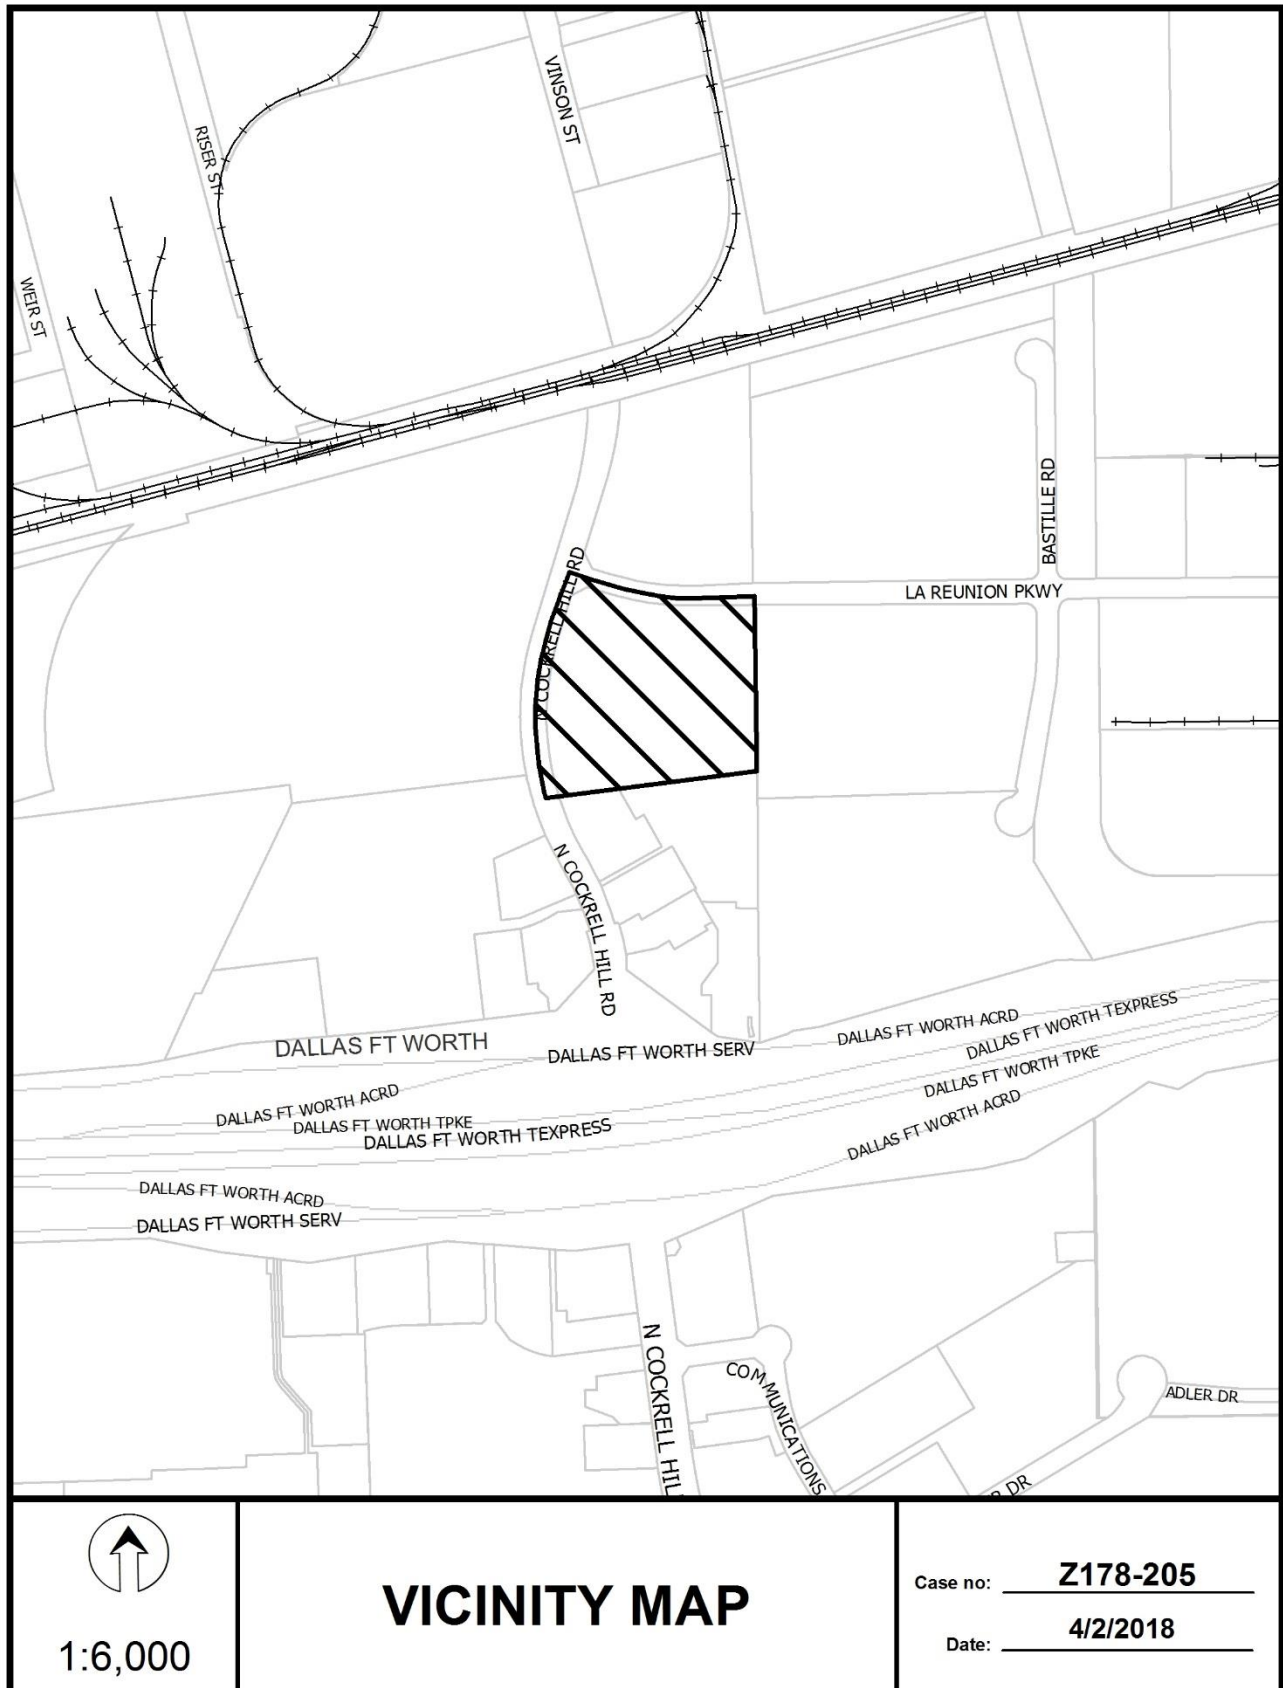 VINSON ST
RISER ST
WEIR ST
BASTILLE RD
N COCKRELL HILL RD
LA REUNION PKWY
N COCKRELL HILL RD
DALLAS FT WORTH ACRD
DALLAS FT WORTH TEXPRESS
DALLAS FT WORTH
DALLAS FT WORTH SERV
DALLAS FT WORTH TPKE
DALLAS FT WORTH ACRD
DALLAS FT WORTH ACRD
DALLAS FT WORTH TPKE
DALLAS FT WORTH TEXPRESS
DALLAS FT WORTH ACRD
DALLAS FT WORTH SERV
N COCKRELL HIL
COMMUNICATIONS
ADLER DR
DR
1:6,000
VICINITY MAP
Case no: Z178-205
Date: 4/2/2018